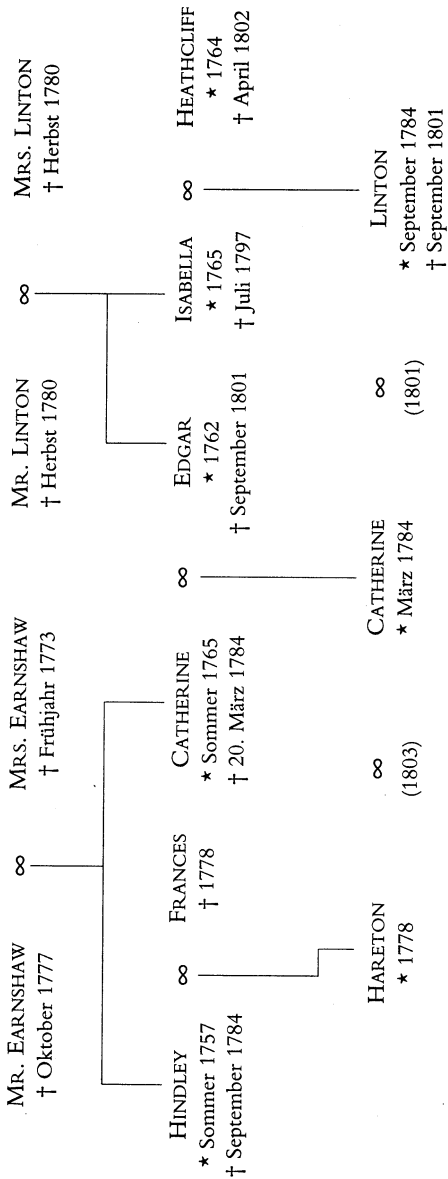 MR. EARNSHAW
† Oktober 1777
∞
MRS. EARNSHAW
† Frühjahr 1773
MR. LINTON
† Herbst 1780
∞
MRS. LINTON
† Herbst 1780
HINDLEY
★ Sommer 1757
† September 1784
∞
FRANCES
† 1778
CATHERINE
★ Sommer 1765
† 20. März 1784
∞
EDGAR
★ 1762
† September 1801
ISABELLA
★ 1765
† Juli 1797
∞
HEATHCLIFF
★ 1764
† April 1802
HARETON
★ 1778
∞
(1803)
CATHERINE
★ März 1784
∞
(1801)
LINTON
★ September 1784
† September 1801